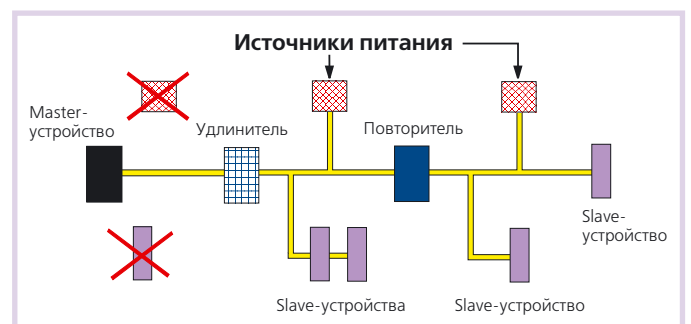 Источники питания
Master-
устройство
Удлинитель
Повторитель
Slave-
устройство
Slave-устройства
Slave-устройство